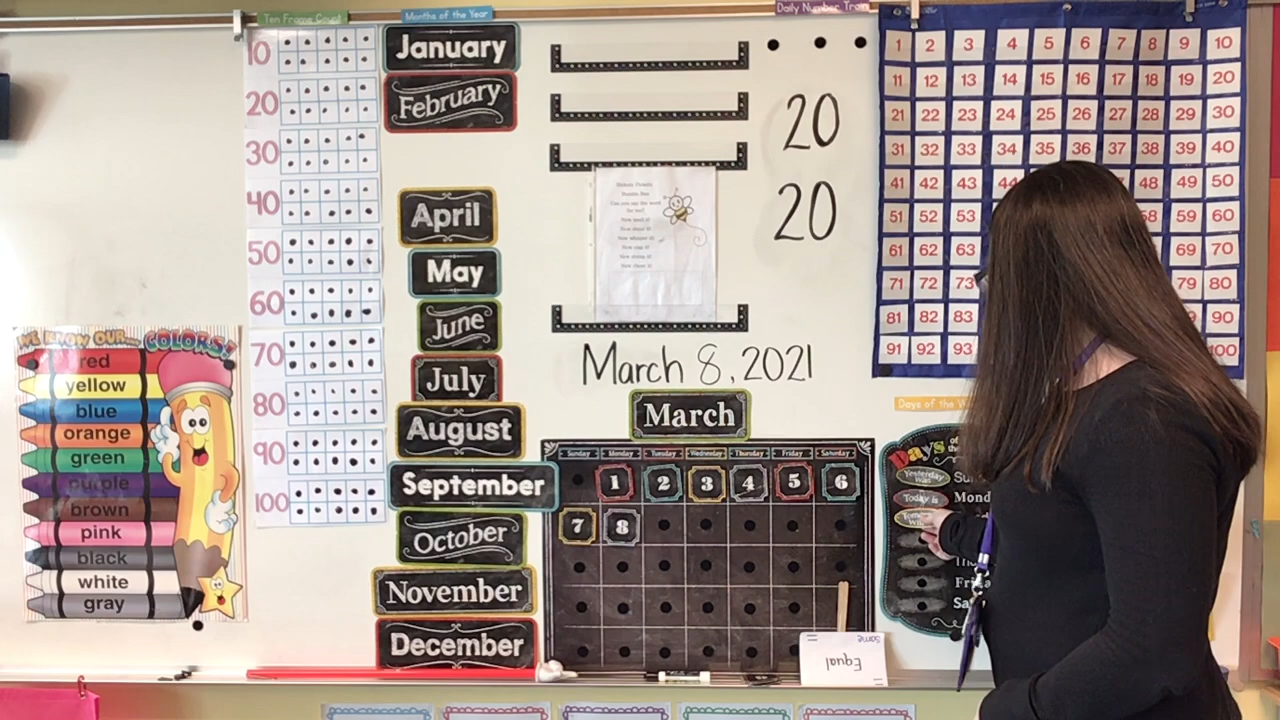 Ten Frame Count
10
20
30
40
50
60
70
80
90
100
Months of the Year
January
February
April
May
June
July
August
September
October
November
December
WE KNOW OUR... COLORS!
red
yellow
blue
orange
green
purple
brown
pink
black
white
gray
Daily Number Train
20
20
March 8, 2021
March
Sunday Monday Tuesday Wednesday Thursday Friday Saturday
1 2 3 4 5 6
7 8
Equal
same
1 2 3 4 5 6 7 8 9 10
11 12 13 14 15 16 17 18 19 20
21 22 23 24 25 26 27 28 29 30
31 32 33 34 35 36 37 38 39 40
41 42 43 44 48 49 50
51 52 53 58 59 60
61 62 63 69 70
71 72 73 79 80
81 82 83 90
91 92 93 100
Days of the
Days of
Yesterday Was
Today is Mond
Frida